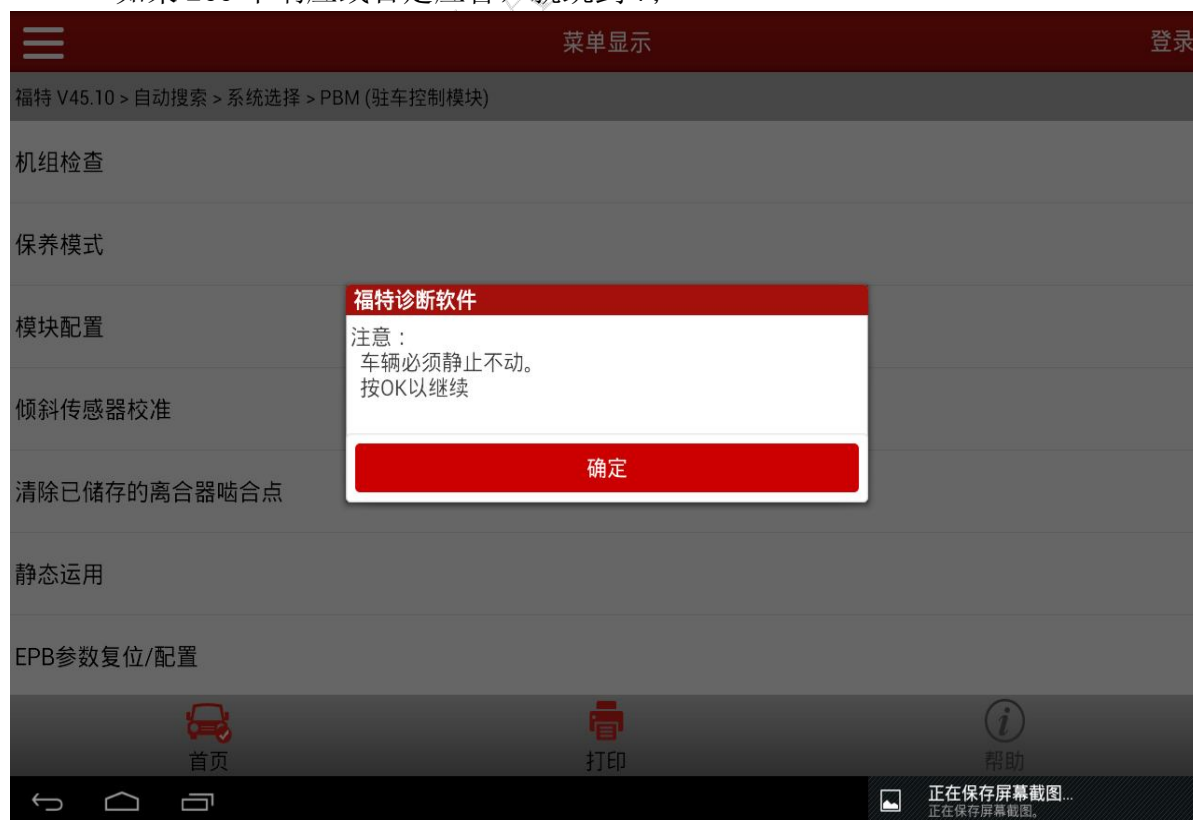 菜单显示
登录
福特 V45.10 > 自动搜索 > 系统选择 > PBM (驻车控制模块)
机组检查
保养模式
模块配置
倾斜传感器校准
清除已储存的离合器啮合点
静态运用
EPB参数复位/配置
福特诊断软件
注意：
车辆必须静止不动。
按OK以继续
确定
首页
打印
帮助
正在保存屏幕截图...
正在保存屏幕截图。